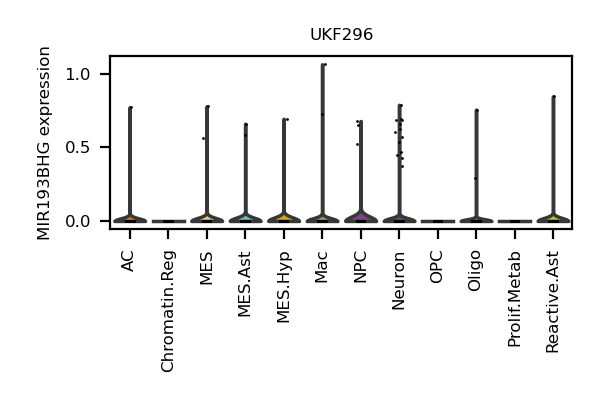 UKF296
MIR193BHG expression
1.0
0.5
0.0
AC
Chromatin.Reg
MES
MES.Ast
MES.Hyp
Mac
NPC
Neuron
OPC
Oligo
Prolif.Metab
Reactive.Ast